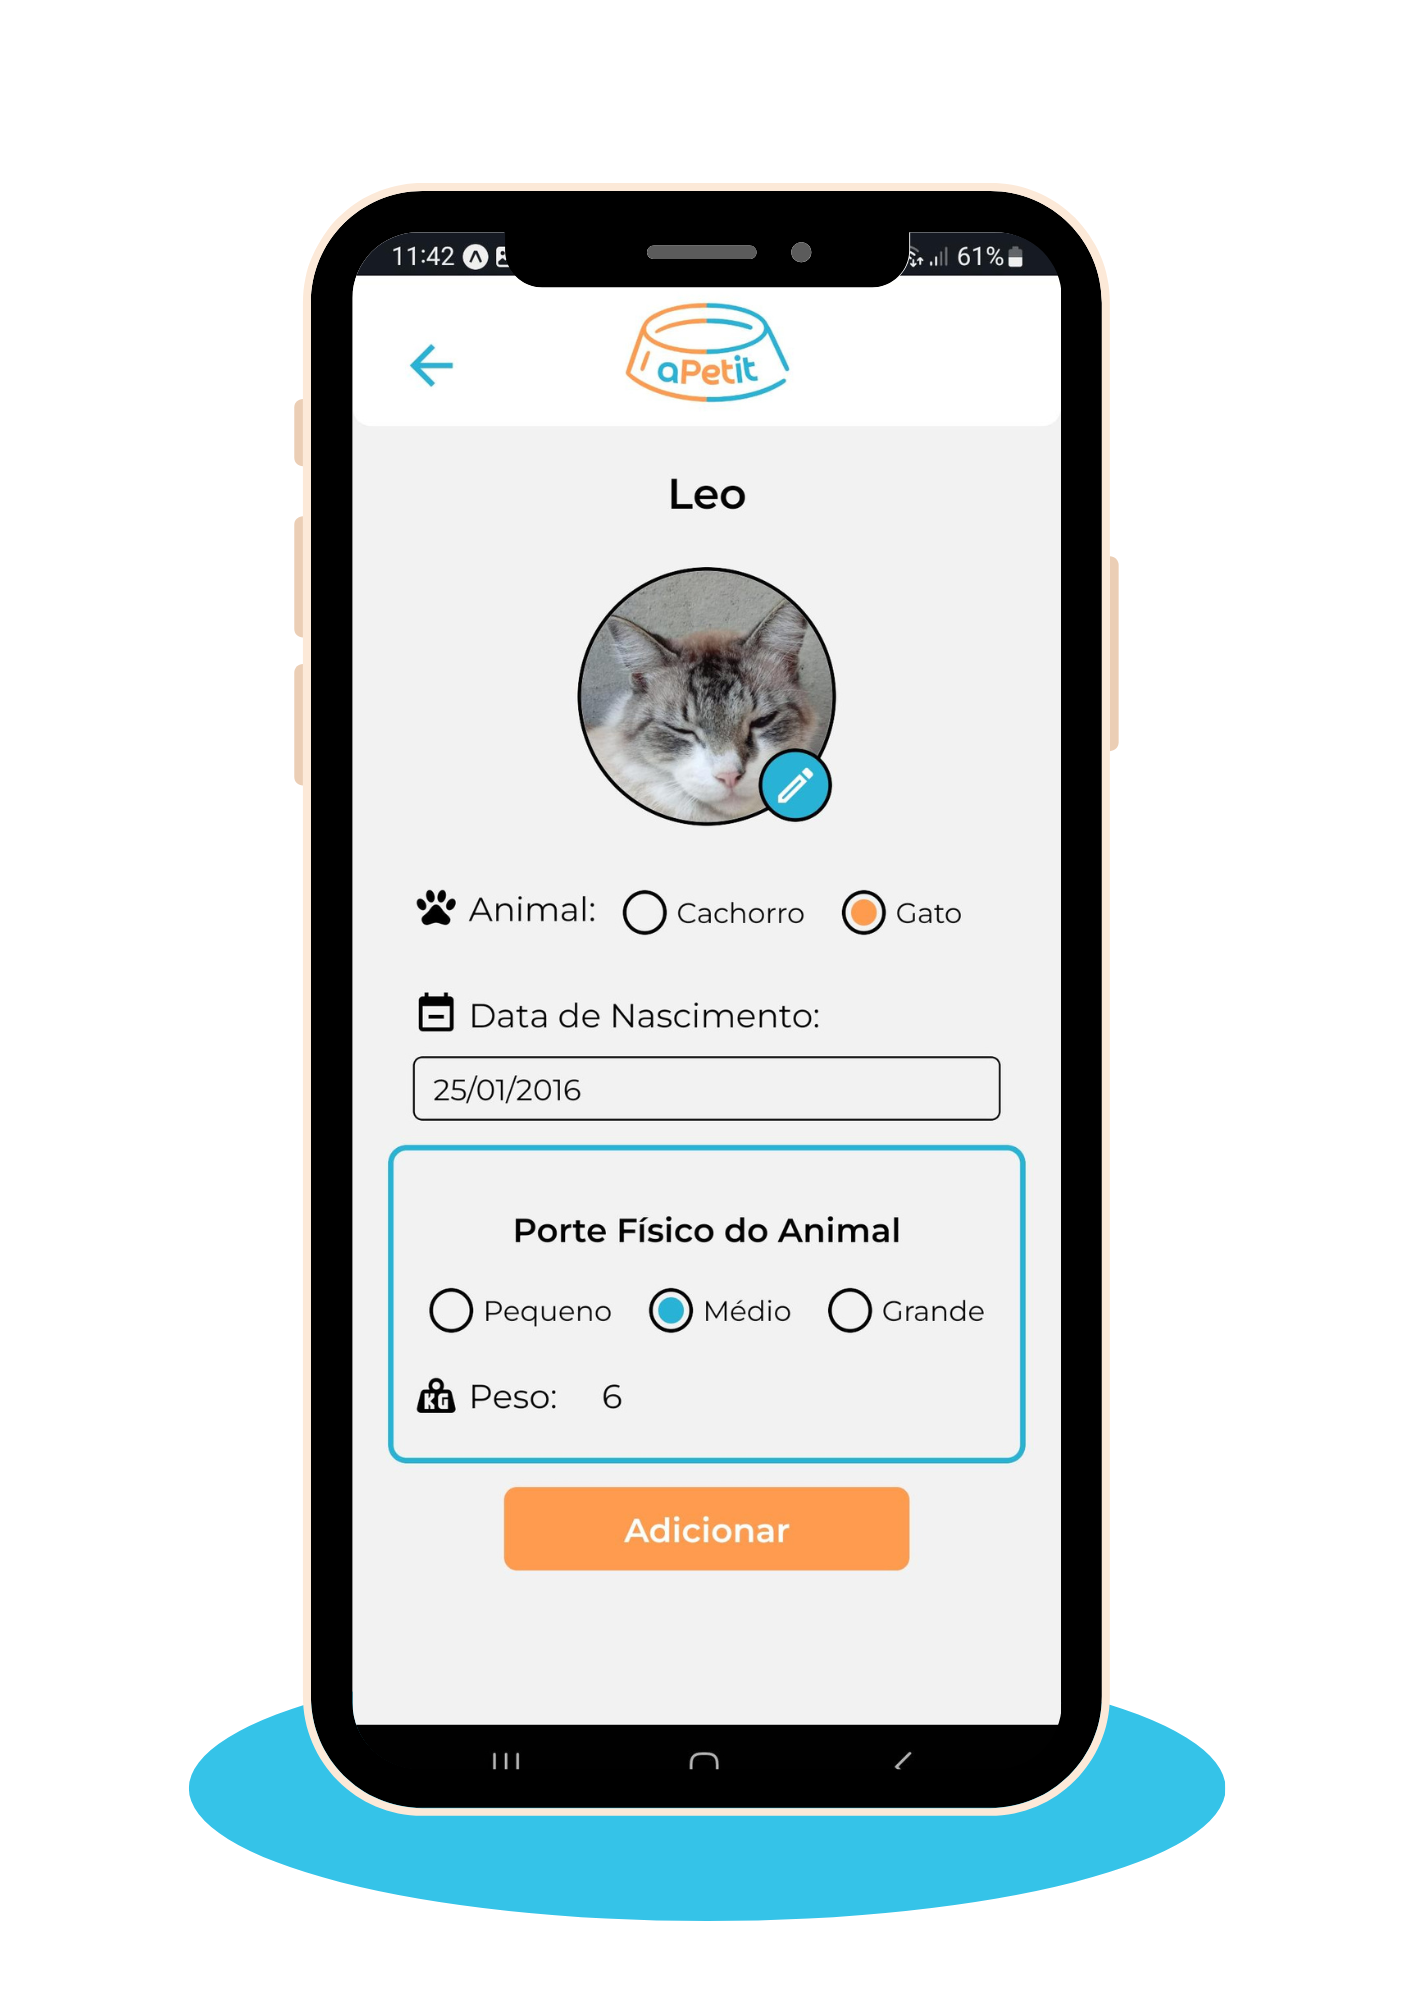 11:42
61%
aPetit
Leo
Animal: Cachorro Gato
Data de Nascimento:
25/01/2016
Porte Físico do Animal
Pequeno Médio Grande
KG Peso: 6
Adicionar